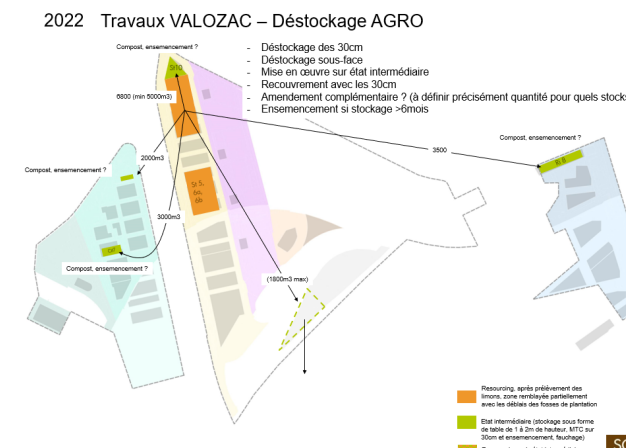 2022 Travaux VALOZAC – Déstockage AGRO
Compost, ensemencement ?
- Déstockage des 30cm
- Déstockage sous-face
- Mise en œuvre sur état intermédiaire
- Recouvrement avec les 30cm
- Amendement complémentaire ? (à définir précisément quantité pour quels stocks
- Ensemencement si stockage >6mois
6800 (min 5000m3)
Compost, ensemencement ?
3500
2000m3
Compost, ensemencement ?
St 5,
6a,
6b
3000m3
Compost, ensemencement ?
(1800m3 max)
Resourcing, après prélèvement des
limons, zone remblayée partiellement
avec les déblais des fosses de plantation
Etat intermédiaire (stockage sous forme
de table de 1 à 2m de hauteur, MTC sur
30cm et ensemencement, fauchage)